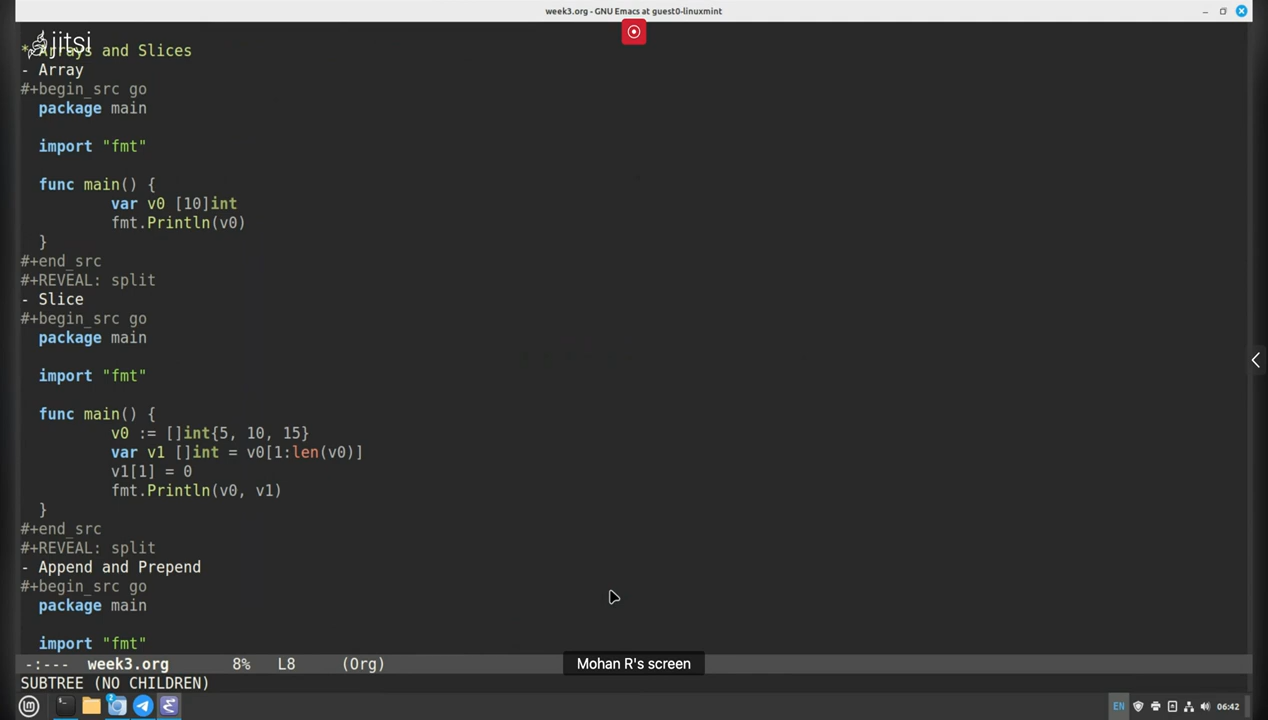 week3.org - GNU Emacs at guest0-linuxmint
jitsi
* Arrays and Slices
- Array
#+begin_src go
package main
import "fmt"
func main() {
var v0 [10]int
fmt.Println(v0)
}
#+end_src
#+REVEAL: split
- Slice
#+begin_src go
package main
import "fmt"
func main() {
v0 := []int{5, 10, 15}
var v1 []int = v0[1:len(v0)]
v1[1] = 0
fmt.Println(v0, v1)
}
#+end_src
#+REVEAL: split
- Append and Prepend
#+begin_src go
package main
import "fmt"
-:--- week3.org 8% L8 (Org)
Mohan R's screen
SUBTREE (NO CHILDREN)
2
EN
06:42